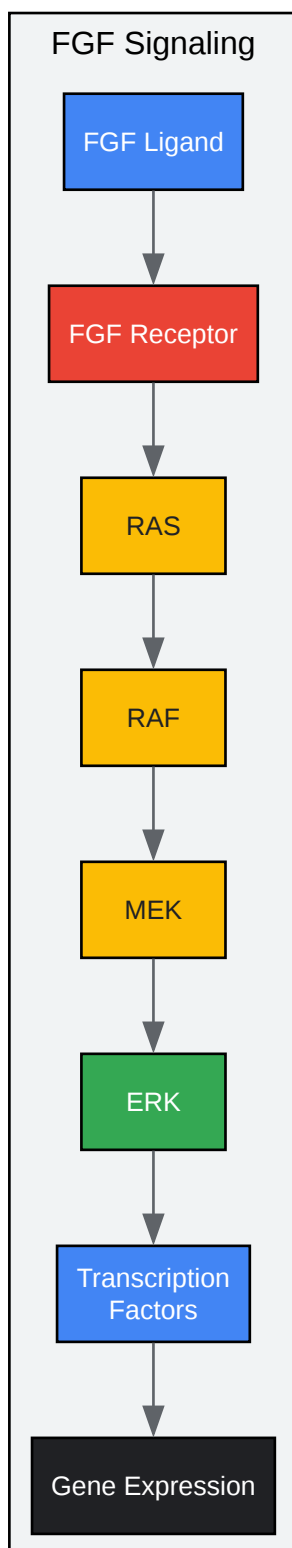 FGF Signaling
FGF Ligand
FGF Receptor
RAS
RAF
MEK
ERK
Transcription
Factors
Gene Expression